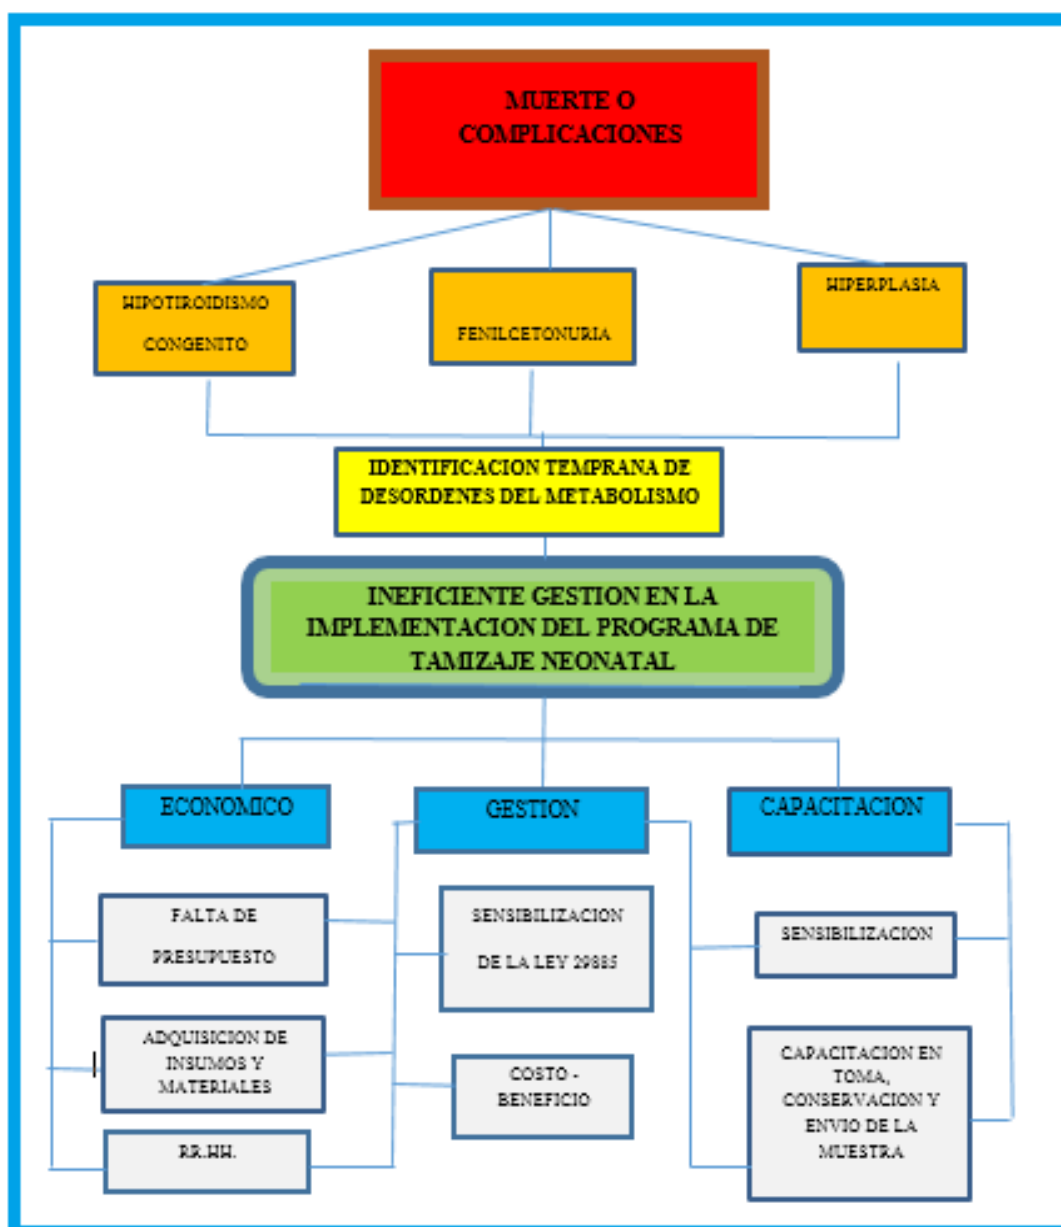 MUERTE O
COMPLICACIONES
HIPOTIROIDISMO
CONGENITO
FENILCETONURIA
HIPERPLASIA
IDENTIFICACION TEMPRANA DE
DESORDENES DEL METABOLISMO
INEFICIENTE GESTION EN LA
IMPLEMENTACION DEL PROGRAMA DE
TAMIZAJE NEONATAL
ECONOMICO
GESTION
CAPACITACION
FALTA DE
PRESUPUESTO
ADQUISICION DE
INSUMOS Y
MATERIALES
RR.HH.
SENSIBILIZACION
DE LA LEY 29885
COSTO -
BENEFICIO
SENSIBILIZACION
CAPACITACION EN
TOMA,
CONSERVACION Y
ENVIO DE LA
MUESTRA